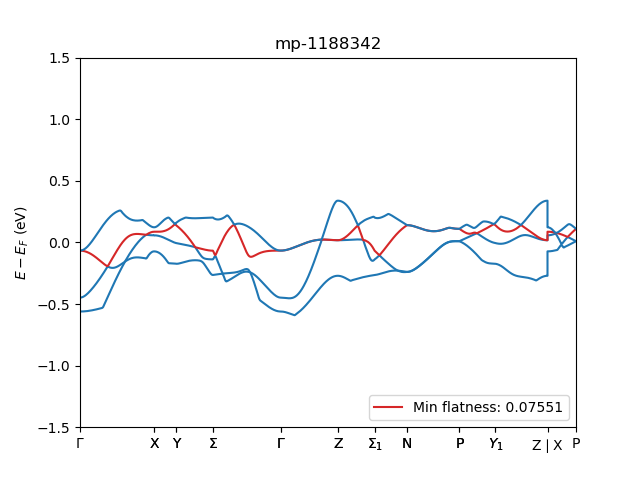 mp-1188342
E − E_F (eV)
1.5
1.0
0.5
0.0
−0.5
−1.0
−1.5
Min flatness: 0.07551
Γ X Y Σ Γ Z Σ₁ N P Y₁ Z | X P